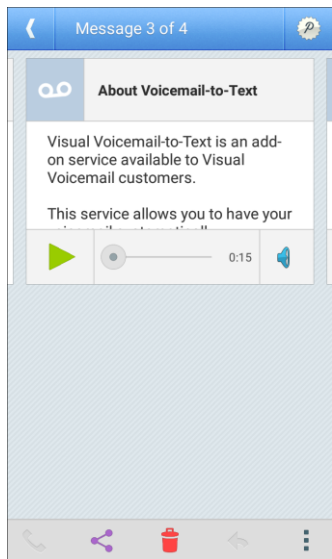 Message 3 of 4
P
About Voicemail-to-Text
Visual Voicemail-to-Text is an add-
on service available to Visual
Voicemail customers.
This service allows you to have your
0:15